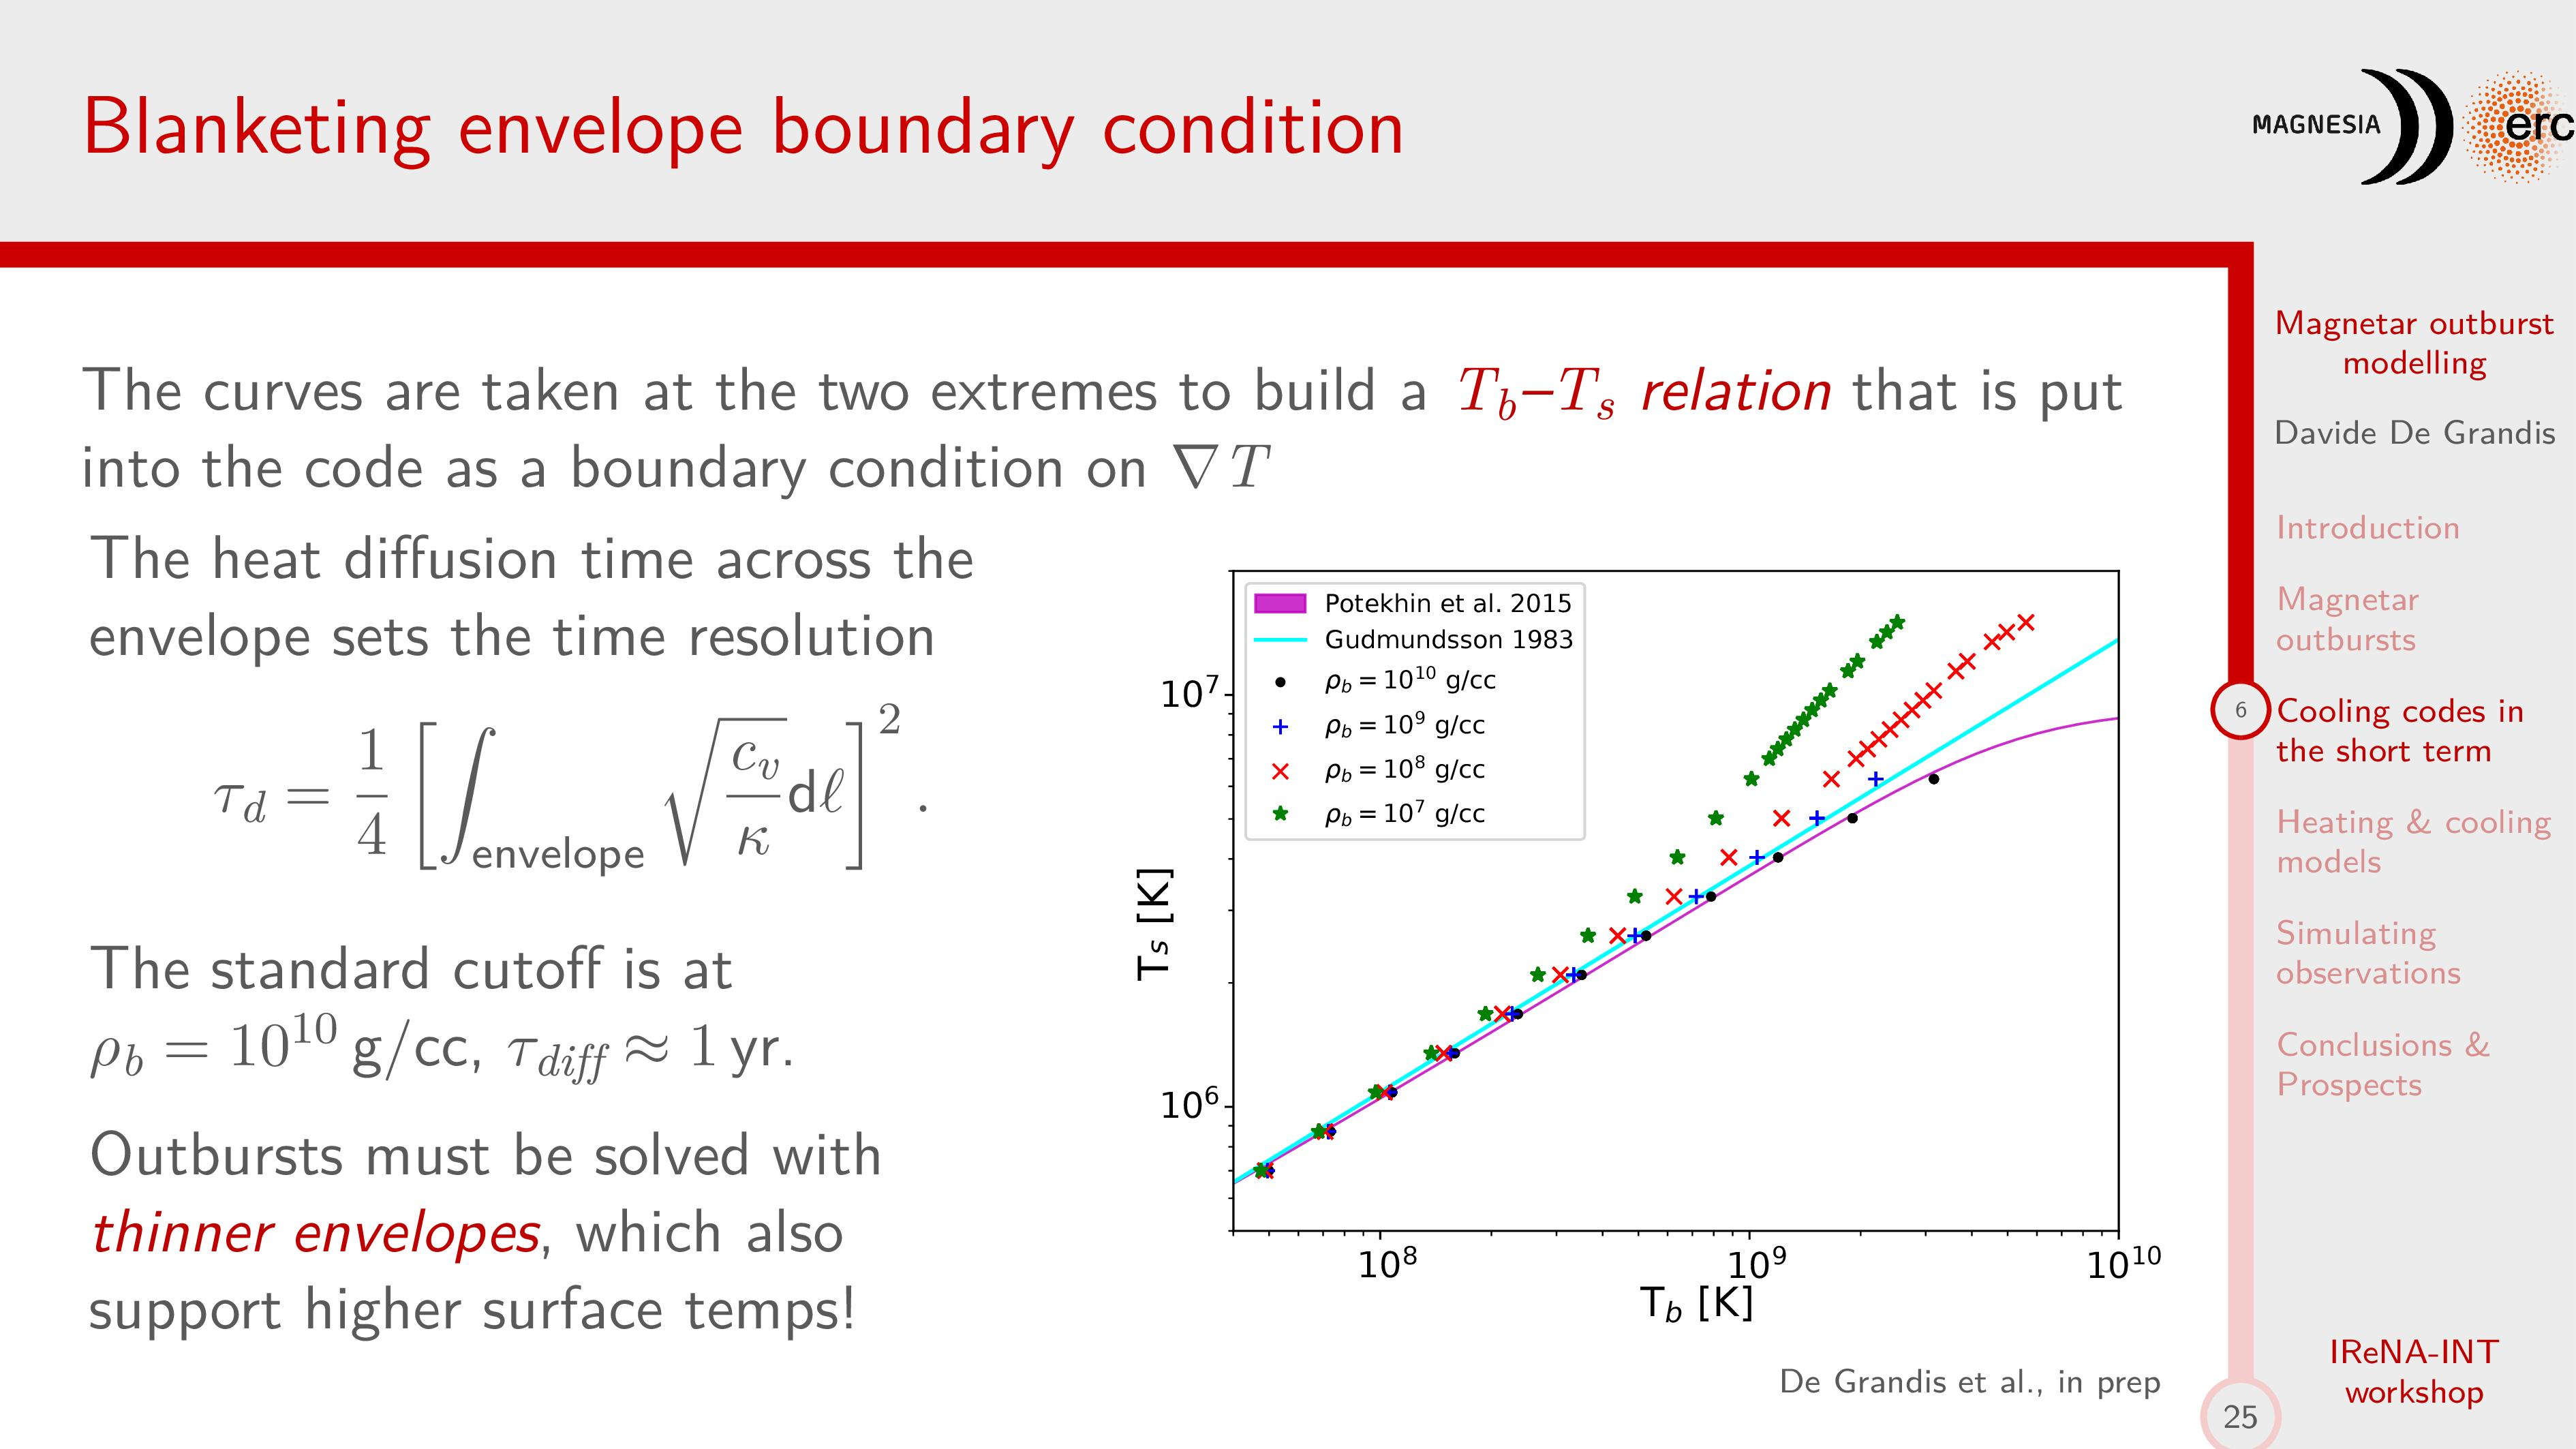 Blanketing envelope boundary condition
MAGNESIA
erc
The curves are taken at the two extremes to build a T_b–T_s relation that is put
into the code as a boundary condition on ∇T
The heat diffusion time across the
envelope sets the time resolution
τ_d = 1/4 [∫_envelope √(c_v/κ) dℓ]^2 .
The standard cutoff is at
ρ_b = 10^10 g/cc, τ_diff ≈ 1 yr.
Outbursts must be solved with
thinner envelopes, which also
support higher surface temps!
Potekhin et al. 2015
Gudmundsson 1983
ρ_b = 10^10 g/cc
ρ_b = 10^9 g/cc
ρ_b = 10^8 g/cc
ρ_b = 10^7 g/cc
10^7
10^6
T_s [K]
10^8
10^9
10^10
T_b [K]
De Grandis et al., in prep
Magnetar outburst
modelling
Davide De Grandis
Introduction
Magnetar
outbursts
6
Cooling codes in
the short term
Heating & cooling
models
Simulating
observations
Conclusions &
Prospects
IReNA-INT
workshop
25